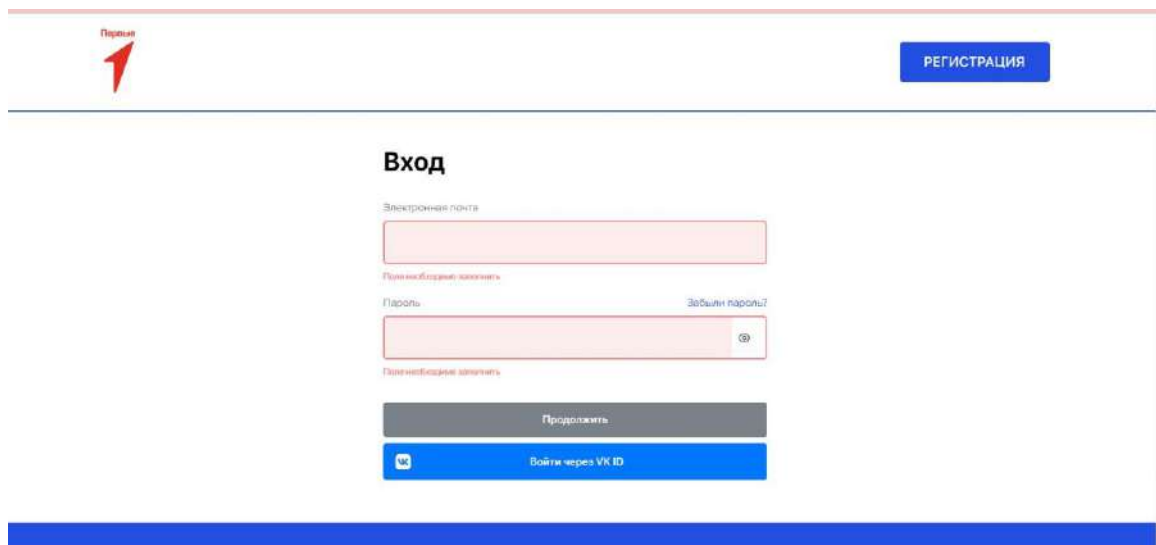 Первые
РЕГИСТРАЦИЯ
Вход
Электронная почта
Поле необходимо заполнить
Пароль Забыли пароль?
Поле необходимо заполнить
Продолжить
Войти через VK ID